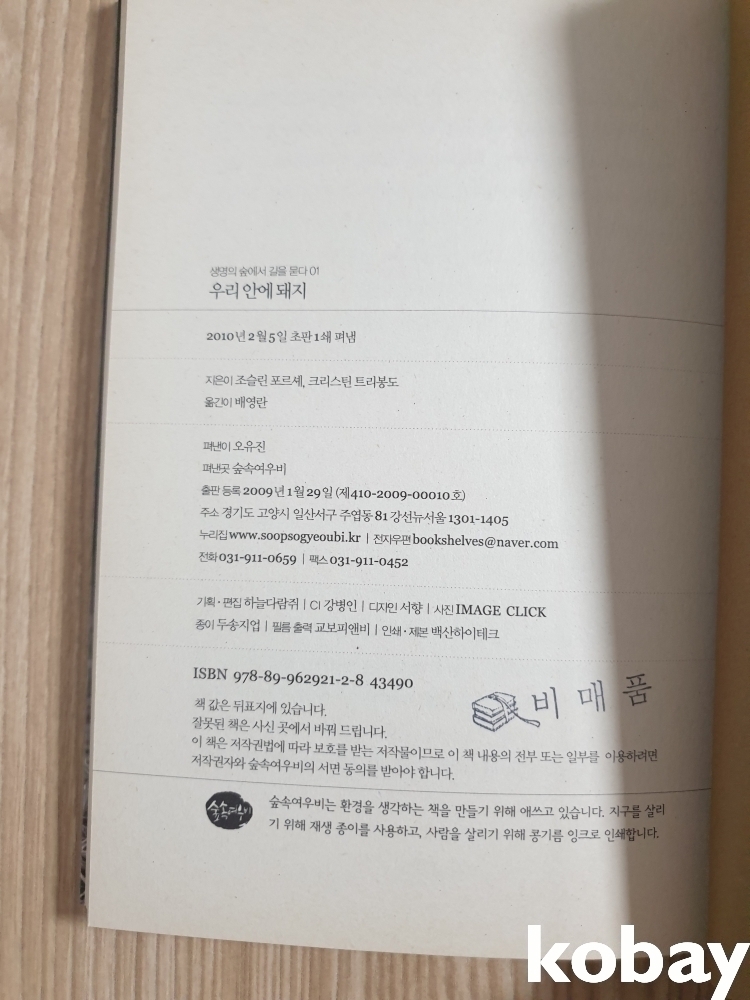 생명의 숲에서 길을 묻다 01
우리 안에 돼지
2010년 2월 5일 초판 1쇄 펴냄
지은이 조슬린 포르셰, 크리스틴 트리봉도
옮긴이 배영란
펴낸이 오유진
펴낸곳 숲속여우비
출판 등록 2009년 1월 29일 (제410-2009-00010호)
주소 경기도 고양시 일산서구 주엽동 81 강선뉴서울 1301-1405
누리집 www.soopsogyeoubi.kr | 전자우편 bookshelves@naver.com
전화 031-911-0659 | 팩스 031-911-0452
기획·편집 하늘다람쥐 | CI 강병인 | 디자인 서향 | 사진 IMAGE CLICK
종이 두송지업 | 필름 출력 교보피앤비 | 인쇄·제본 백산하이테크
ISBN 978-89-962921-2-8 43490
비매품
책 값은 뒤표지에 있습니다.
잘못된 책은 사신 곳에서 바꿔 드립니다.
이 책은 저작권법에 따라 보호를 받는 저작물이므로 이 책 내용의 전부 또는 일부를 이용하려면
저작권자와 숲속여우비의 서면 동의를 받아야 합니다.
숲속여우비
숲속여우비는 환경을 생각하는 책을 만들기 위해 애쓰고 있습니다. 지구를 살리
기 위해 재생 종이를 사용하고, 사람을 살리기 위해 콩기름 잉크로 인쇄합니다.
kobay